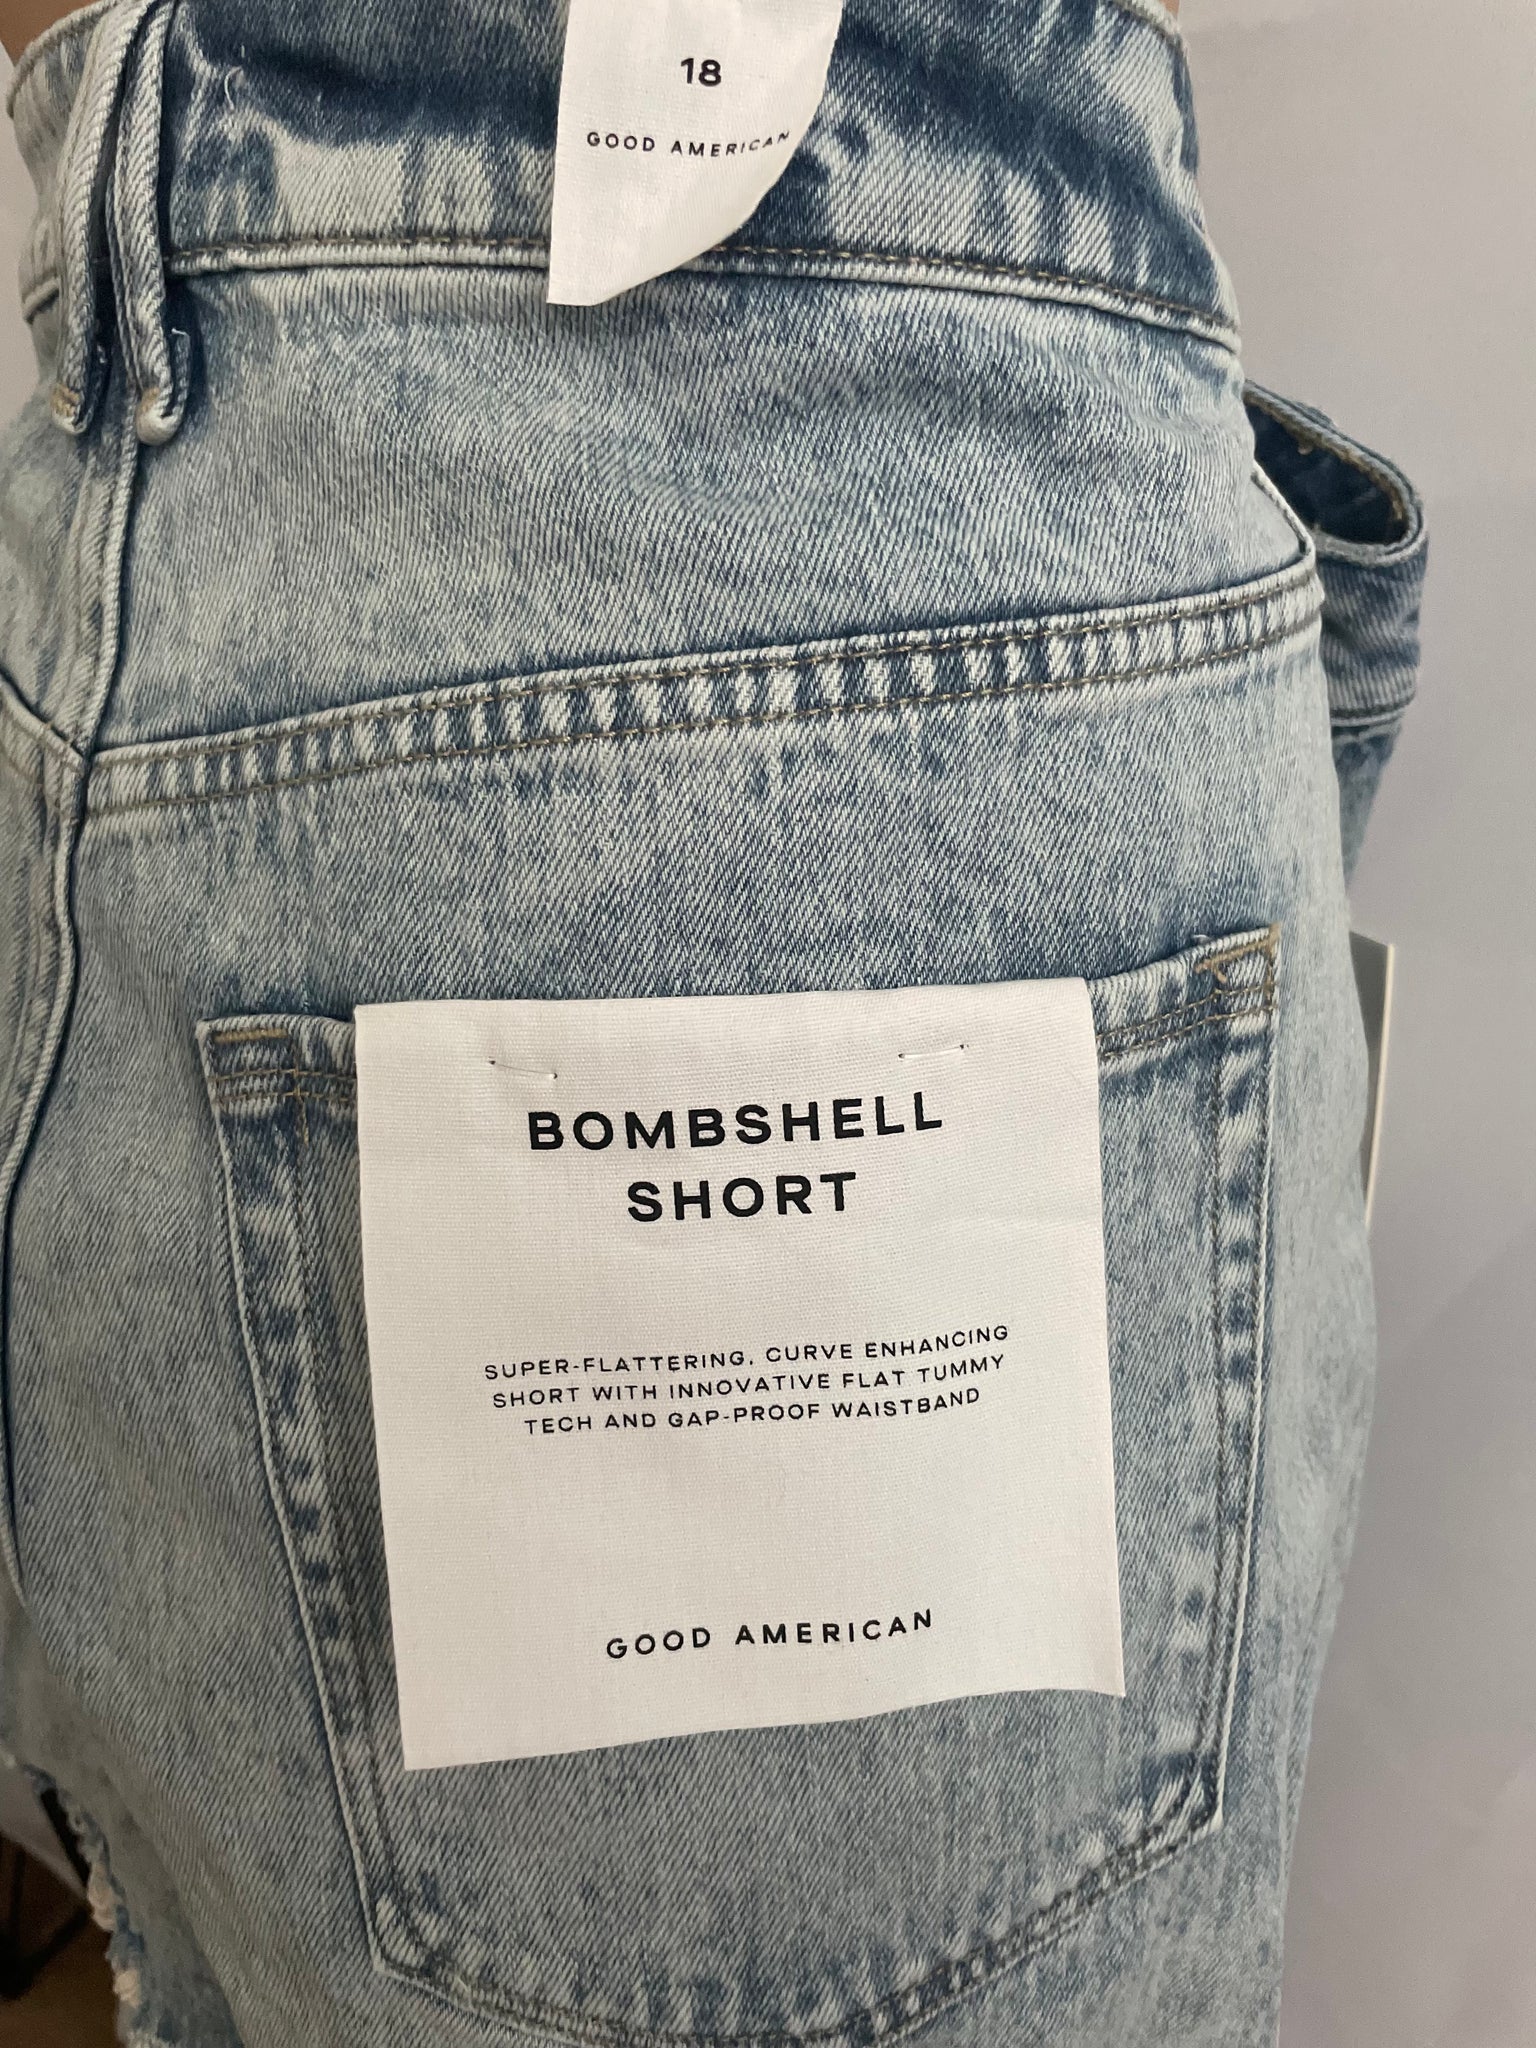 18
GOOD AMERICAN
BOMBSHELL
SHORT
SUPER-FLATTERING, CURVE ENHANCING
SHORT WITH INNOVATIVE FLAT TUMMY
TECH AND GAP-PROOF WAISTBAND
GOOD AMERICAN